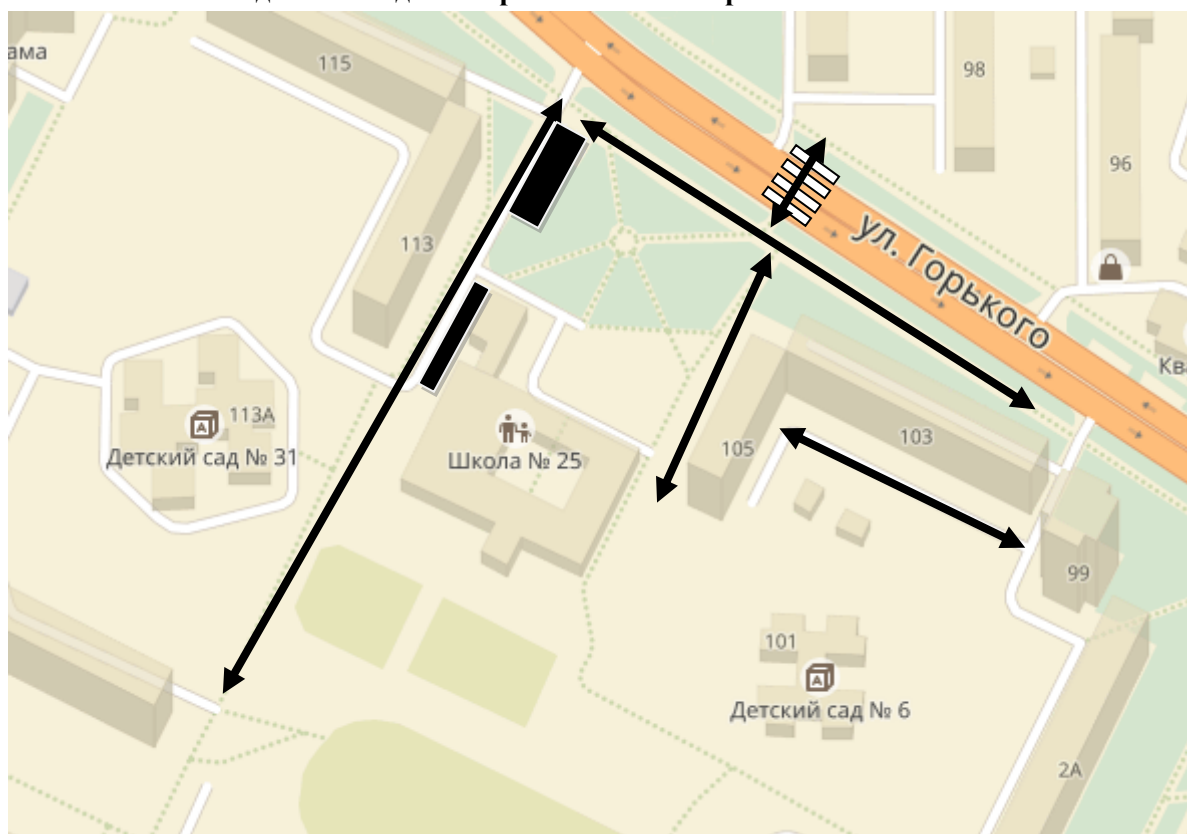 ама
115
98
96
113
ул. Горького
Ква
113А
Детский сад № 31
Школа № 25
105
103
99
101
Детский сад № 6
2А